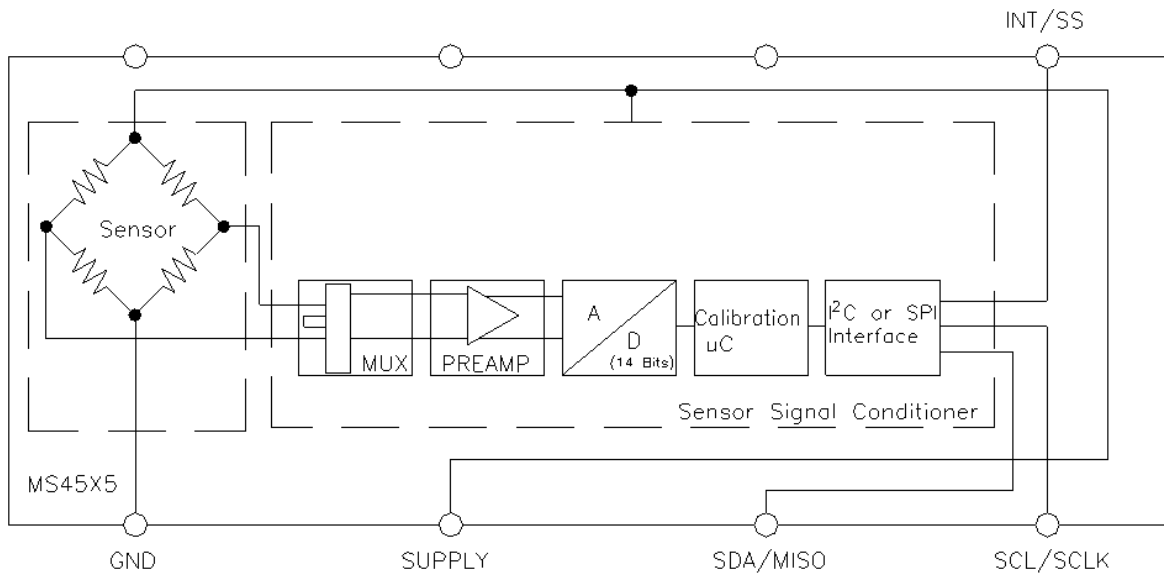 INT/SS
Sensor
A
D
(14 Bits)
MUX
PREAMP
Calibration
uC
I²C or SPI
Interface
Sensor Signal Conditioner
MS45X5
GND
SUPPLY
SDA/MISO
SCL/SCLK